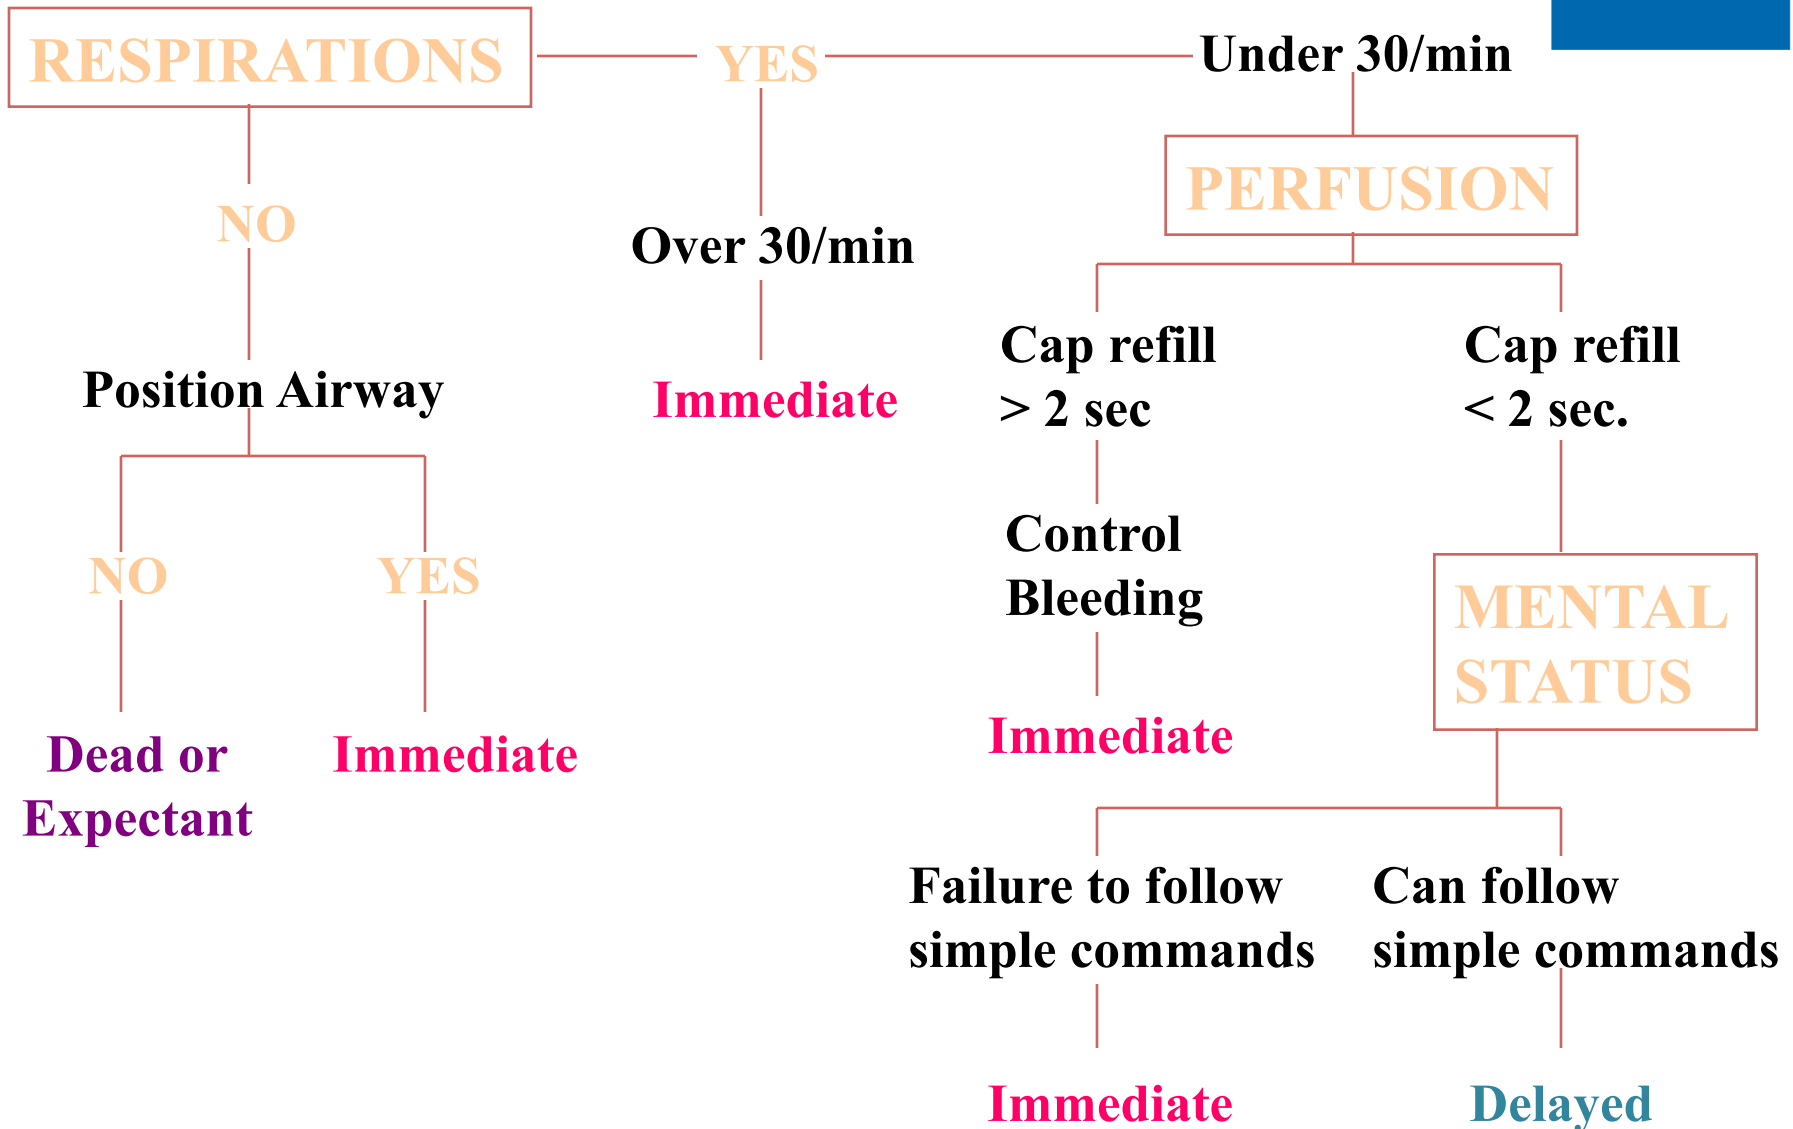 RESPIRATIONS
YES
Under 30/min
PERFUSION
NO
Over 30/min
Cap refill
> 2 sec
Cap refill
< 2 sec.
Position Airway
Immediate
Control
Bleeding
NO
YES
MENTAL
STATUS
Immediate
Dead or
Expectant
Immediate
Failure to follow
simple commands
Can follow
simple commands
Immediate
Delayed